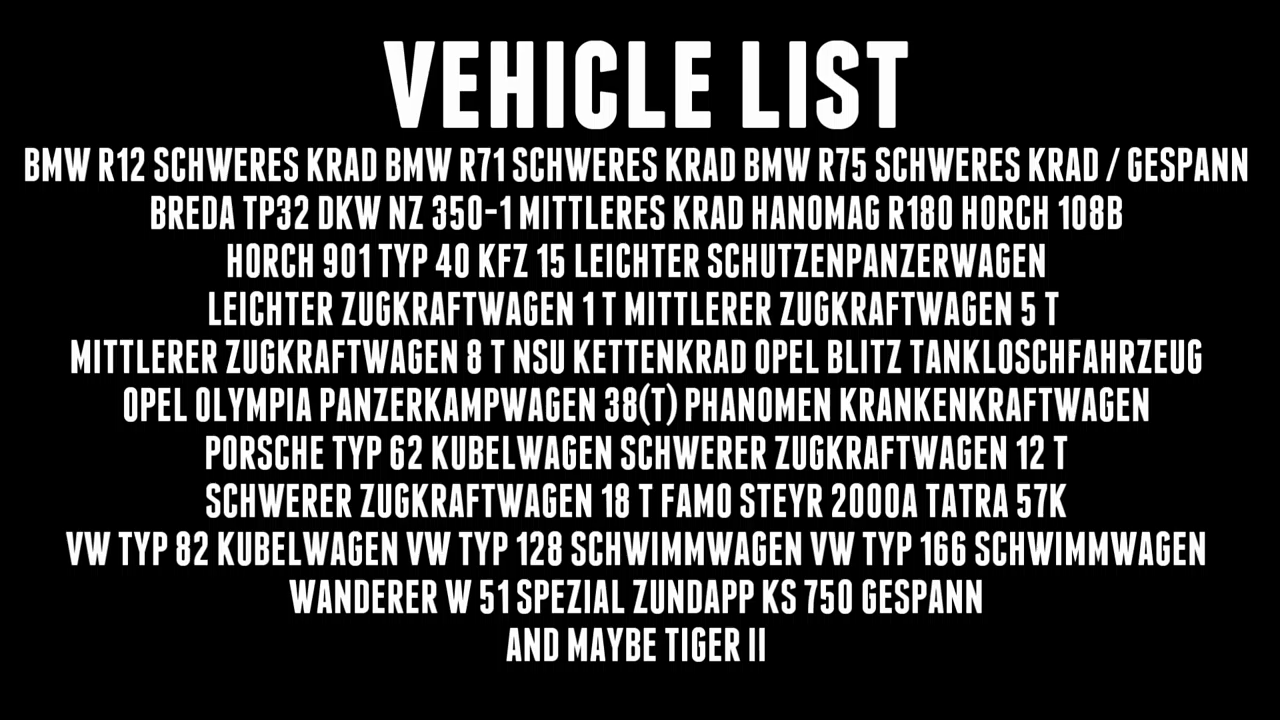 VEHICLE LIST
BMW R12 SCHWERES KRAD BMW R71 SCHWERES KRAD BMW R75 SCHWERES KRAD / GESPANN
BREDA TP32 DKW NZ 350-1 MITTLERES KRAD HANOMAG R180 HORCH 108B
HORCH 901 TYP 40 KFZ 15 LEICHTER SCHUTZENPANZERWAGEN
LEICHTER ZUGKRAFTWAGEN 1 T MITTLERER ZUGKRAFTWAGEN 5 T
MITTLERER ZUGKRAFTWAGEN 8 T NSU KETTENKRAD OPEL BLITZ TANKLOSCHFAHRZEUG
OPEL OLYMPIA PANZERKAMPWAGEN 38(T) PHANOMEN KRANKENKRAFTWAGEN
PORSCHE TYP 62 KUBELWAGEN SCHWERER ZUGKRAFTWAGEN 12 T
SCHWERER ZUGKRAFTWAGEN 18 T FAMO STEYR 2000A TATRA 57K
VW TYP 82 KUBELWAGEN VW TYP 128 SCHWIMMWAGEN VW TYP 166 SCHWIMMWAGEN
WANDERER W 51 SPEZIAL ZUNDAPP KS 750 GESPANN
AND MAYBE TIGER II